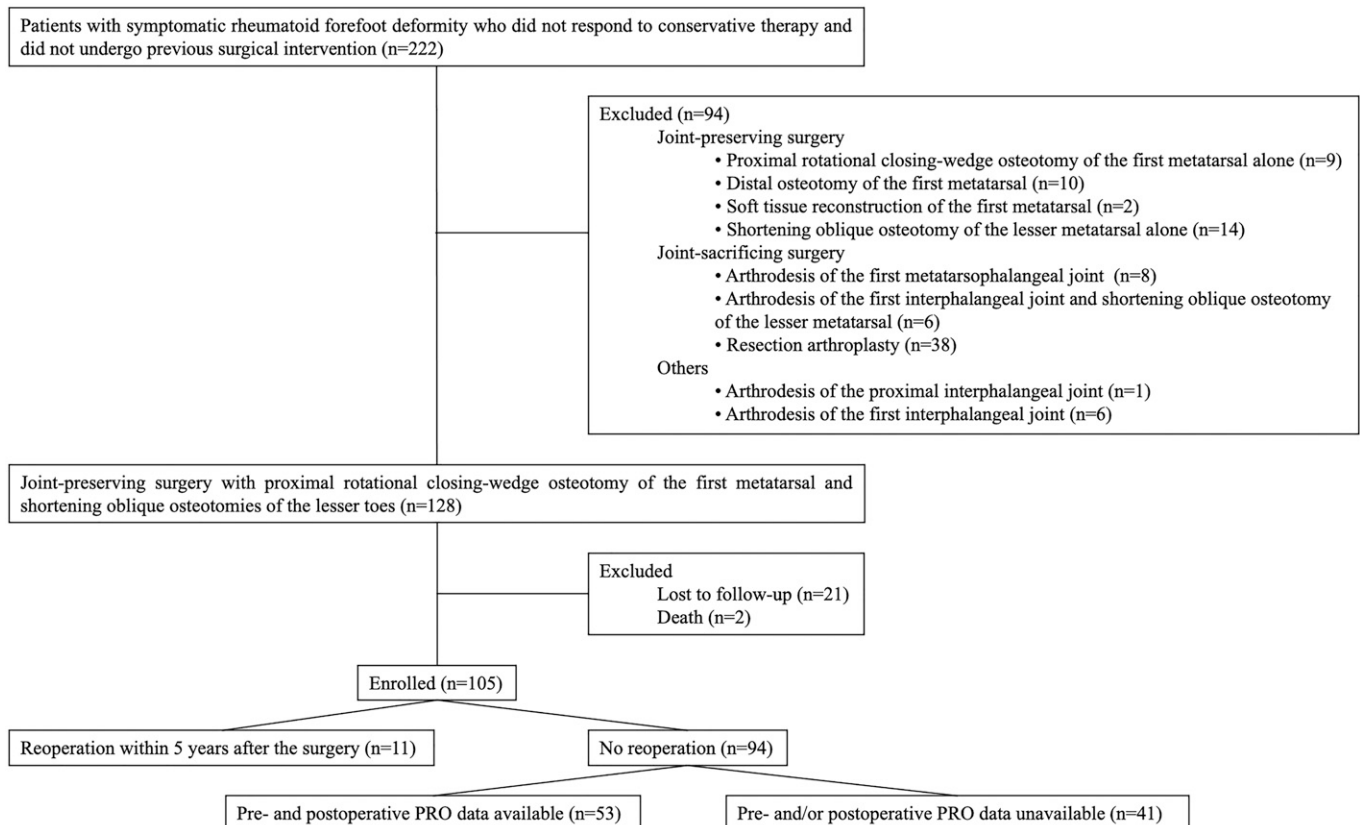 Patients with symptomatic rheumatoid forefoot deformity who did not respond to conservative therapy and
did not undergo previous surgical intervention (n=222)
Excluded (n=94)
Joint-preserving surgery
• Proximal rotational closing-wedge osteotomy of the first metatarsal alone (n=9)
• Distal osteotomy of the first metatarsal (n=10)
• Soft tissue reconstruction of the first metatarsal (n=2)
• Shortening oblique osteotomy of the lesser metatarsal alone (n=14)
Joint-sacrificing surgery
• Arthrodesis of the first metatarsophalangeal joint (n=8)
• Arthrodesis of the first interphalangeal joint and shortening oblique osteotomy
of the lesser metatarsal (n=6)
• Resection arthroplasty (n=38)
Others
• Arthrodesis of the proximal interphalangeal joint (n=1)
• Arthrodesis of the first interphalangeal joint (n=6)
Joint-preserving surgery with proximal rotational closing-wedge osteotomy of the first metatarsal and
shortening oblique osteotomies of the lesser toes (n=128)
Excluded
Lost to follow-up (n=21)
Death (n=2)
Enrolled (n=105)
Reoperation within 5 years after the surgery (n=11)
No reoperation (n=94)
Pre- and postoperative PRO data available (n=53)
Pre- and/or postoperative PRO data unavailable (n=41)